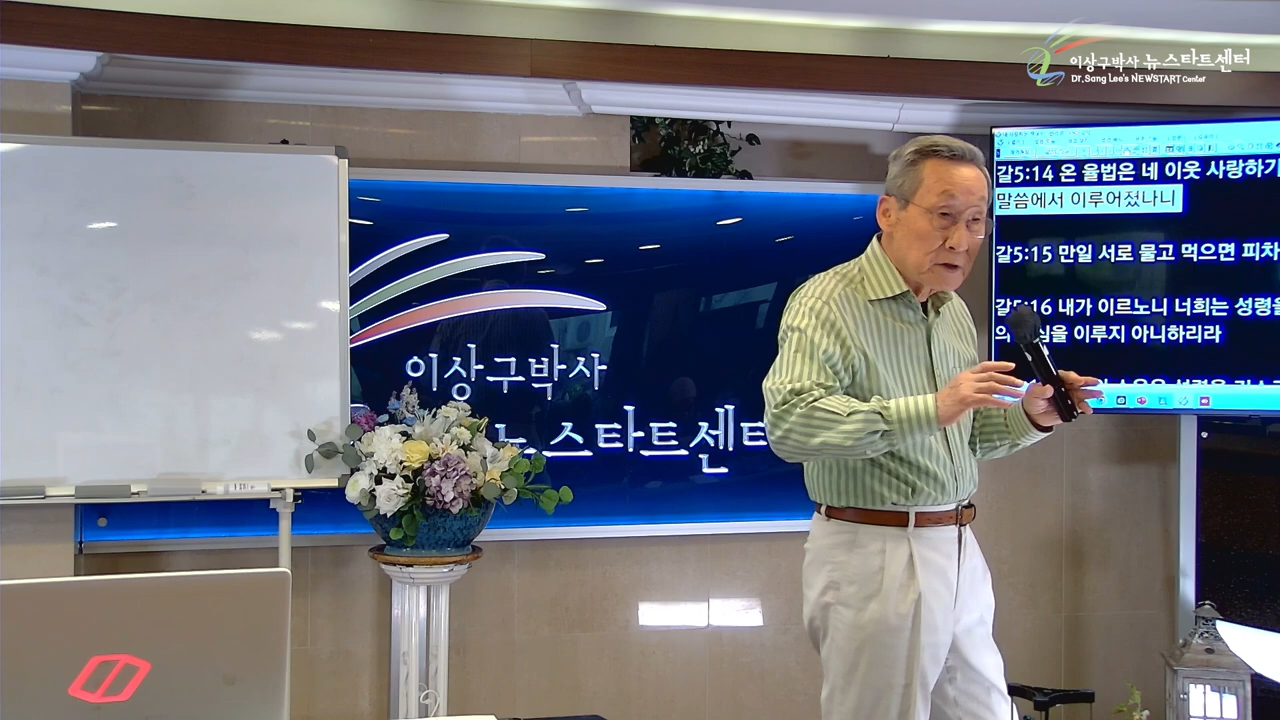 이상구박사 뉴스타트센터
Dr. Sang Lee's NEWSTART Center
이상구박사
뉴스타트센터
갈5:14 온 율법은 네 이웃 사랑하기
말씀에서 이루어졌나니
갈5:15 만일 서로 물고 먹으면 피차
갈5:16 내가 이르노니 너희는 성령을
의 이루지 아니하리라